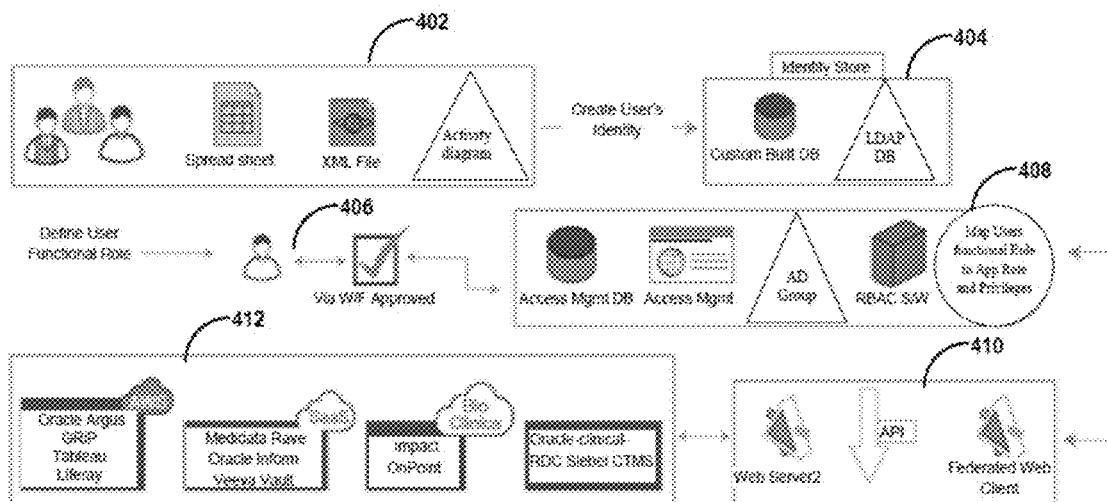 402
404
Identity Store
Create User's
Identity
Activity
diagram
Spread sheet
XML File
Custom Built DB
LDAP
DB
406
408
Define User
Functional Role
Map Users
functional Role
to App Role
and Privileges
AD
Group
Via W/F Approved
Access Mgmt DB
Access Mgmt
RBAC S/W
412
410
SaaS
Bio
Clinica
Oracle Argus
GRIP
Tableau
Liferay
Medidata Rave
Oracle Inform
Veeva Vault
Impact
OnPoint
Oracle-clinical-
RDC Siebel CTMS
API
Web Server2
Federated Web
Client